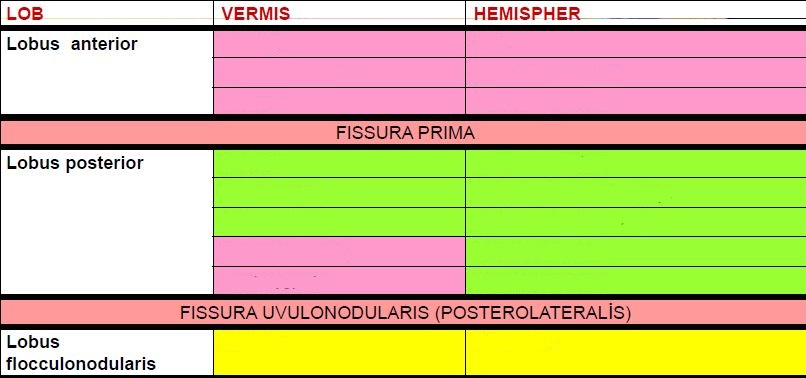 LOB VERMIS HEMISPHER
Lobus anterior
FISSURA PRIMA
Lobus posterior
FISSURA UVULONODULARIS (POSTEROLATERALİS)
Lobus
flocculonodularis